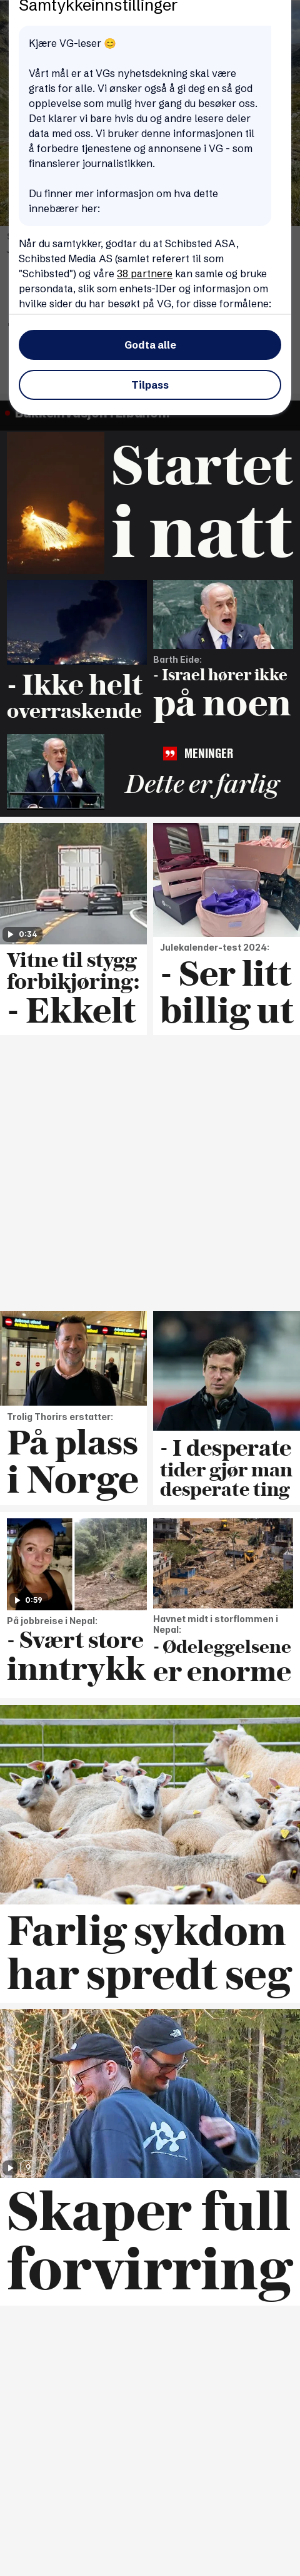 Samtykkeinnstillinger
Kjære VG-leser 😊
Vårt mål er at VGs nyhetsdekning skal være
gratis for alle. Vi ønsker også å gi deg en så god
opplevelse som mulig hver gang du besøker oss.
Det klarer vi bare hvis du og andre lesere deler
data med oss. Vi bruker denne informasjonen til
å forbedre tjenestene og annonsene i VG - som
finansierer journalistikken.
Du finner mer informasjon om hva dette
innebærer her:
Når du samtykker, godtar du at Schibsted ASA,
Schibsted Media AS (samlet referert til som
"Schibsted") og våre 38 partnere kan samle og bruke
persondata, slik som enhets-IDer og informasjon om
hvilke sider du har besøkt på VG, for disse formålene:
Godta alle
Tilpass
Startet
i natt
- Ikke helt
overraskende
Barth Eide:
- Israel hører ikke
på noen
MENINGER
Dette er farlig
0:34
Vitne til stygg
forbikjøring:
- Ekkelt
Julekalender-test 2024:
- Ser litt
billig ut
Trolig Thorirs erstatter:
På plass
i Norge
- I desperate
tider gjør man
desperate ting
0:59
På jobbreise i Nepal:
- Svært store
inntrykk
Havnet midt i storflommen i
Nepal:
- Ødeleggelsene
er enorme
Farlig sykdom
har spredt seg
Skaper full
forvirring